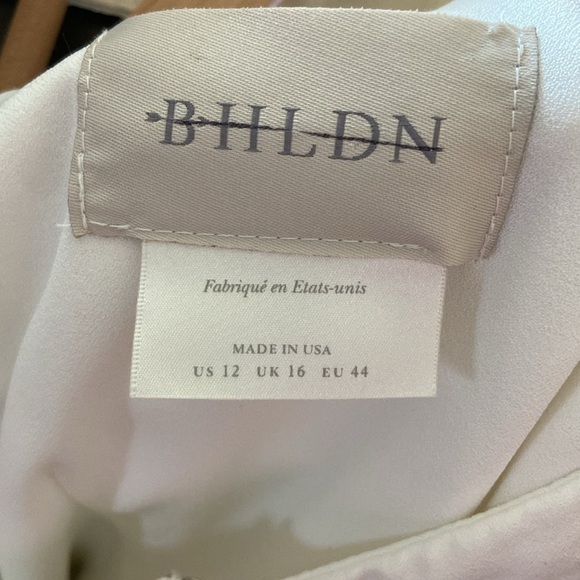 BHLDN
Fabriqué en Etats-unis
MADE IN USA
US 12 UK 16 EU 44